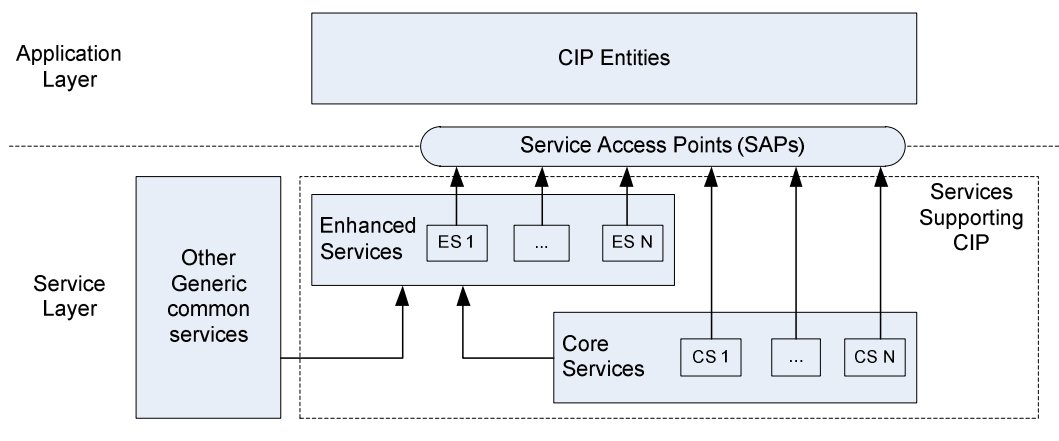 Application
Layer
CIP Entities
Service Access Points (SAPs)
Services
Supporting
CIP
Enhanced
Services
ES 1
...
ES N
Other
Generic
common
services
Service
Layer
Core
Services
CS 1
...
CS N